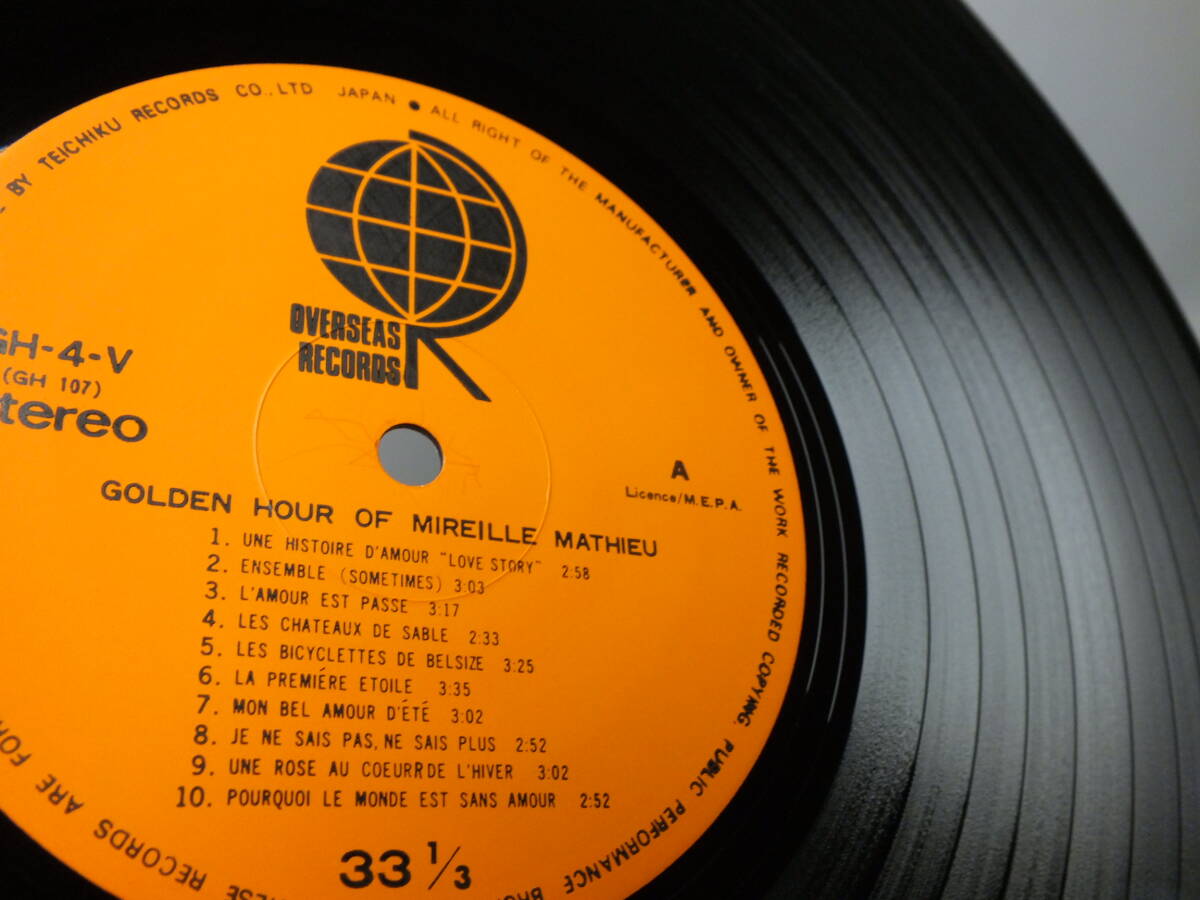 BY TEICHIKU RECORDS CO., LTD JAPAN ● ALL RIGHT OF THE MANUFACTURER AND OWNER OF THE WORK RECORDED COPYING, PUBLIC PERFORMANCE
OVERSEAS
RECORDS
GH-4-V
(GH 107)
Stereo
A
Licence/M.E.P.A.
GOLDEN HOUR OF MIREILLE MATHIEU
1. UNE HISTOIRE D'AMOUR "LOVE STORY" 2:58
2. ENSEMBLE (SOMETIMES) 3:03
3. L'AMOUR EST PASSE 3:17
4. LES CHATEAUX DE SABLE 2:33
5. LES BICYCLETTES DE BELSIZE 3:25
6. LA PREMIÉRE ETOILE 3:35
7. MON BEL AMOUR D'ÉTÉ 3:02
8. JE NE SAIS PAS, NE SAIS PLUS 2:52
9. UNE ROSE AU COEURR DE L'HIVER 3:02
10. POURQUOI LE MONDE EST SANS AMOUR 2:52
33 1/3
RECORDS ARE FOR